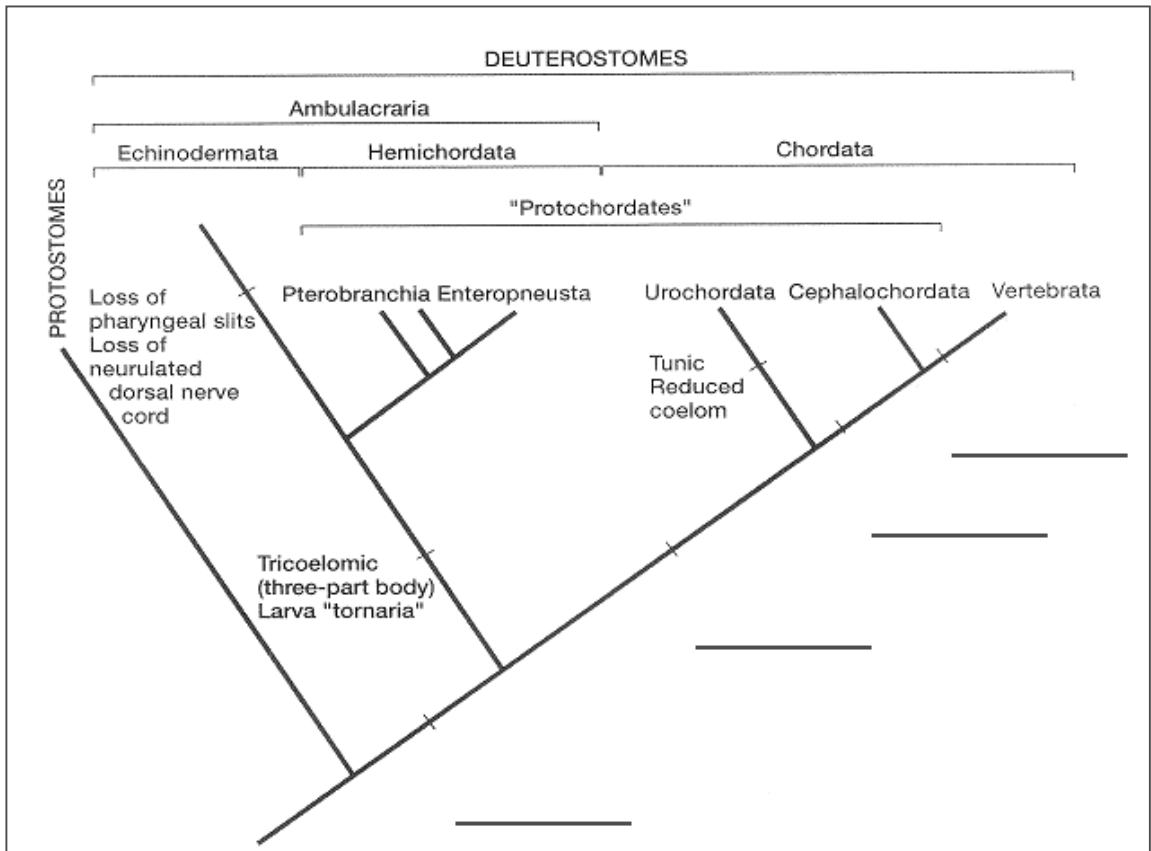 DEUTEROSTOMES
Ambulacraria
Echinodermata
Hemichordata
Chordata
PROTOSTOMES
"Protochordates"
Pterobranchia
Enteropneusta
Urochordata
Cephalochordata
Vertebrata
Loss of
pharyngeal slits
Loss of
neurulated
dorsal nerve
cord
Tunic
Reduced
coelom
Tricoelomic
(three-part body)
Larva "tornaria"